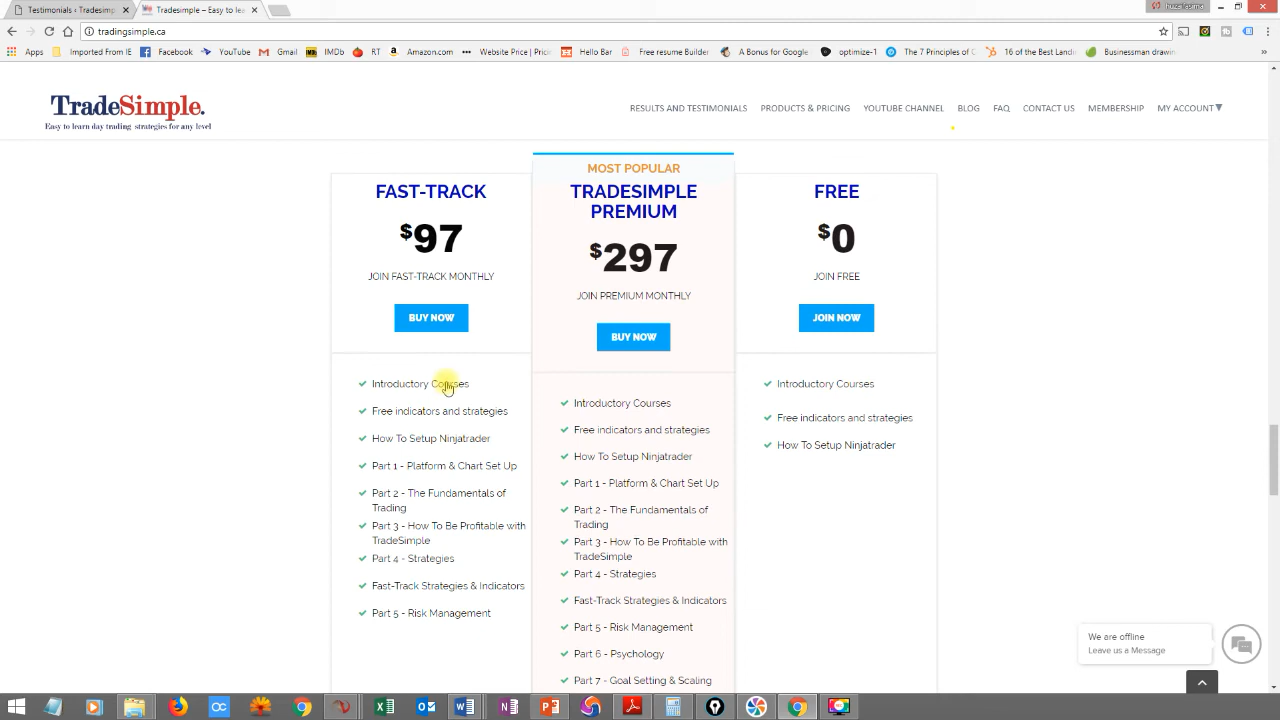 Testimonials < Tradesimp
Tradesimple – Easy to lea
tradingsimple.ca
Apps
Imported From IE
Facebook
YouTube
Gmail
IMDb
RT
Amazon.com
Website Price | Pric
Hello Bar
Free resume Builder
A Bonus for Google
optimize-1
The 7 Principles of C
16 of the Best Landi
Businessman drawin
TradeSimple.
Easy to learn day trading strategies for any level
RESULTS AND TESTIMONIALS
PRODUCTS & PRICING
YOUTUBE CHANNEL
BLOG
FAQ
CONTACT US
MEMBERSHIP
MY ACCOUNT
FAST-TRACK
$97
JOIN FAST-TRACK MONTHLY
BUY NOW
Introductory Courses
Free indicators and strategies
How To Setup Ninjatrader
Part 1 - Platform & Chart Set Up
Part 2 - The Fundamentals of
Trading
Part 3 - How To Be Profitable with
TradeSimple
Part 4 - Strategies
Fast-Track Strategies & Indicators
Part 5 - Risk Management
MOST POPULAR
TRADESIMPLE
PREMIUM
$297
JOIN PREMIUM MONTHLY
BUY NOW
Introductory Courses
Free indicators and strategies
How To Setup Ninjatrader
Part 1 - Platform & Chart Set Up
Part 2 - The Fundamentals of
Trading
Part 3 - How To Be Profitable with
TradeSimple
Part 4 - Strategies
Fast-Track Strategies & Indicators
Part 5 - Risk Management
Part 6 - Psychology
Part 7 - Goal Setting & Scaling
FREE
$0
JOIN FREE
JOIN NOW
Introductory Courses
Free indicators and strategies
How To Setup Ninjatrader
We are offline
Leave us a Message